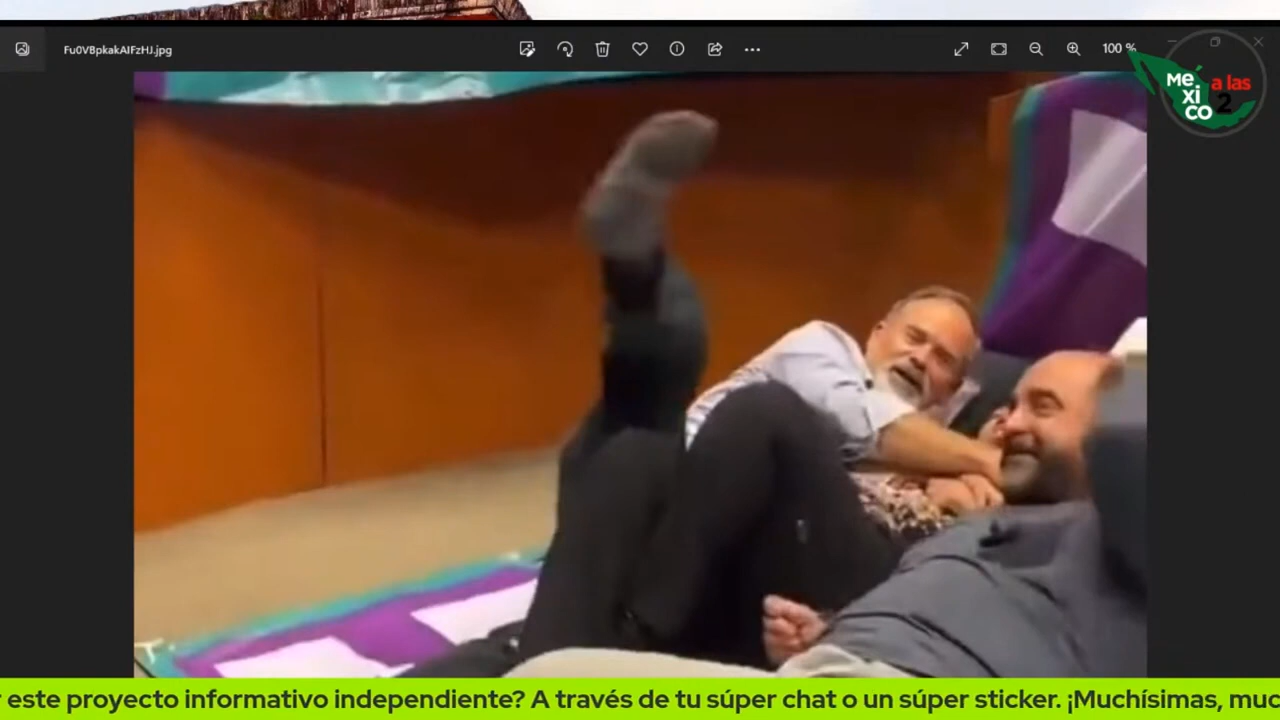 Fu0VBpkakAIFzHJ.jpg
100 %
Me
xi
co
a las
2
r este proyecto informativo independiente? A través de tu súper chat o un súper sticker. ¡Muchísimas, muc